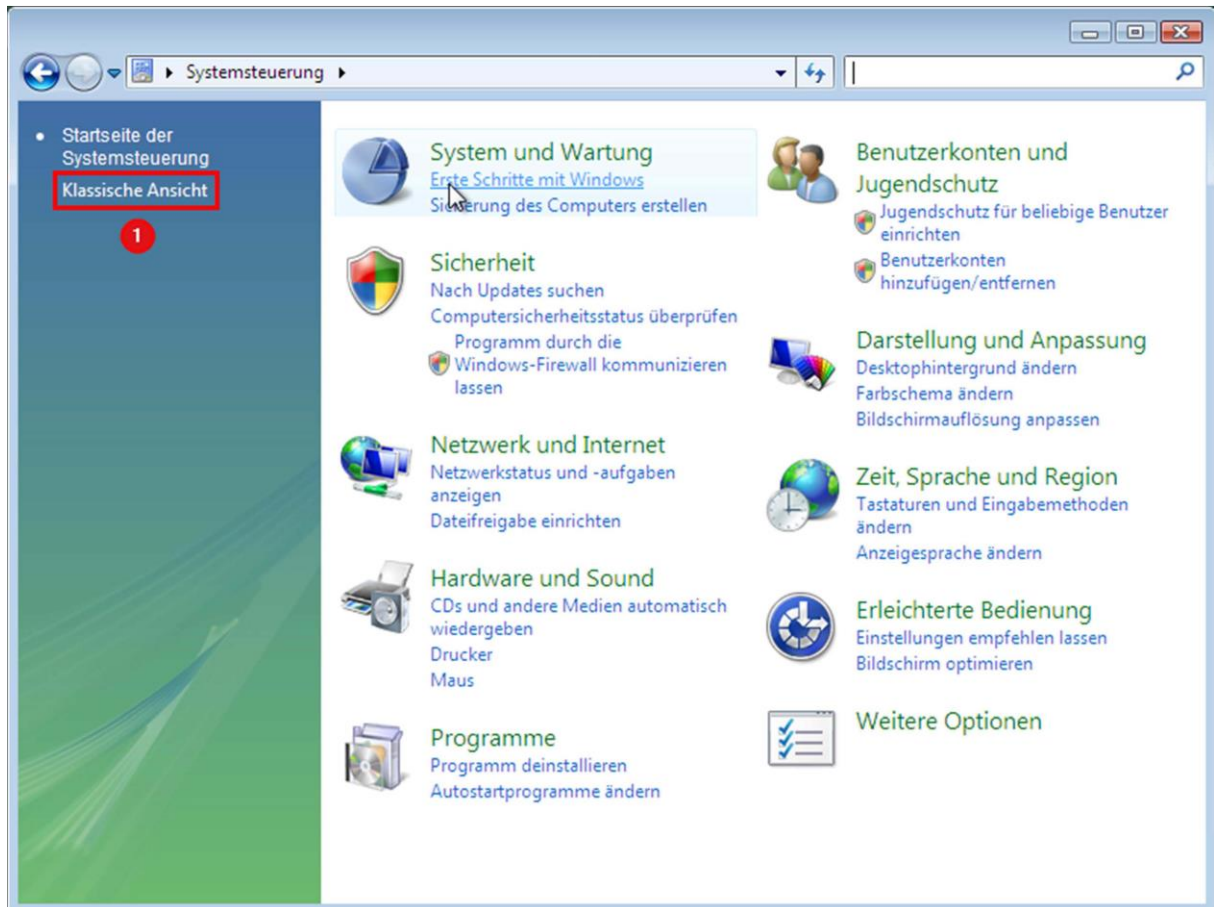 Systemsteuerung
Startseite der
Systemsteuerung
Klassische Ansicht
1
System und Wartung
Erste Schritte mit Windows
Sicherung des Computers erstellen
Sicherheit
Nach Updates suchen
Computersicherheitsstatus überprüfen
Programm durch die
Windows-Firewall kommunizieren
lassen
Netzwerk und Internet
Netzwerkstatus und -aufgaben
anzeigen
Dateifreigabe einrichten
Hardware und Sound
CDs und andere Medien automatisch
wiedergeben
Drucker
Maus
Programme
Programm deinstallieren
Autostartprogramme ändern
Benutzerkonten und
Jugendschutz
Jugendschutz für beliebige Benutzer
einrichten
Benutzerkonten
hinzufügen/entfernen
Darstellung und Anpassung
Desktophintergrund ändern
Farbschema ändern
Bildschirmauflösung anpassen
Zeit, Sprache und Region
Tastaturen und Eingabemethoden
ändern
Anzeigesprache ändern
Erleichterte Bedienung
Einstellungen empfehlen lassen
Bildschirm optimieren
Weitere Optionen